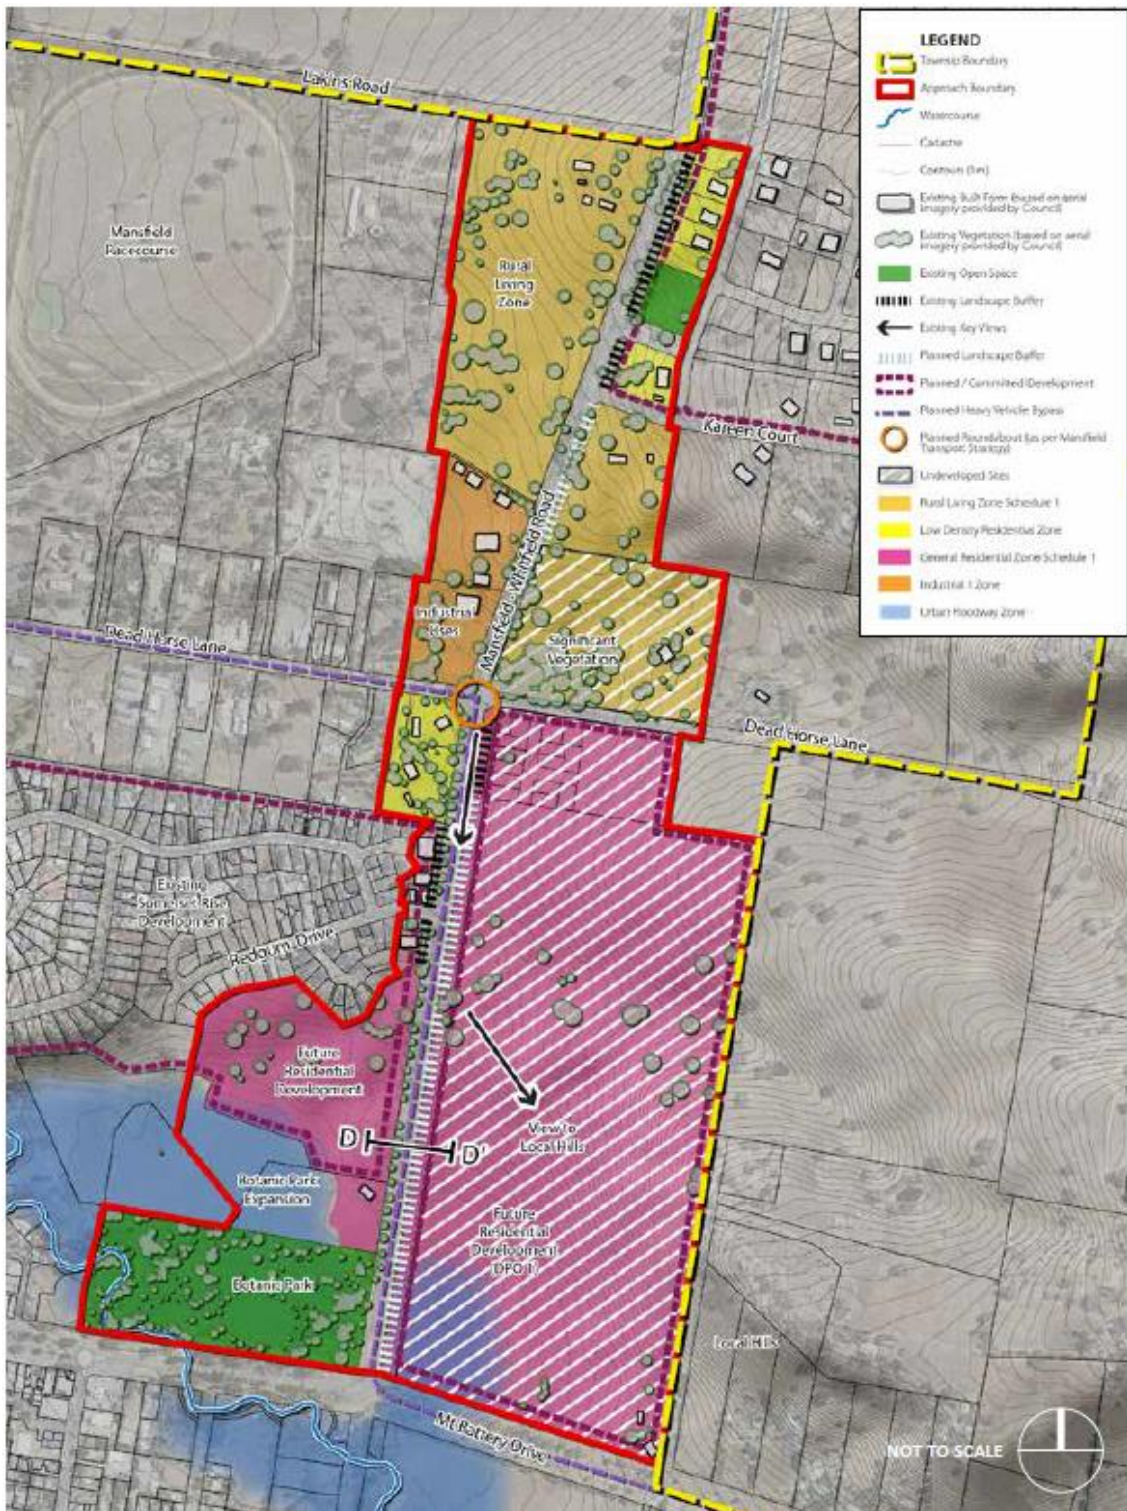 LEGEND
Township Boundary
Approach Boundary
Watercourse
Cadastre
Contours (1m)
Existing Built Form (based on aerial
imagery provided by Council)
Existing Vegetation (based on aerial
imagery provided by Council)
Existing Open Space
Existing Landscape Buffer
Existing Key Views
Planned Landscape Buffer
Planned / Committed Development
Planned Heavy Vehicle Bypass
Planned Roundabout (as per Mansfield
Transport Strategy)
Undeveloped Sites
Rural Living Zone Schedule 1
Low Density Residential Zone
General Residential Zone Schedule 1
Industrial 1 Zone
Urban Floodway Zone
Lakins Road
Mansfield
Racecourse
Rural
Living
Zone
Kareen Court
Mansfield - Whitfield Road
Industrial
Uses
Significant
Vegetation
Dead Horse Lane
Dead Horse Lane
Existing
Somerset Rise
Development
Redgum Drive
Future
Residential
Development
D
D'
View to
Local Hills
Botanic Park
Expansion
Future
Residential
Development
(DPO 1)
Botanic Park
Local Hills
Mt Battery Drive
NOT TO SCALE